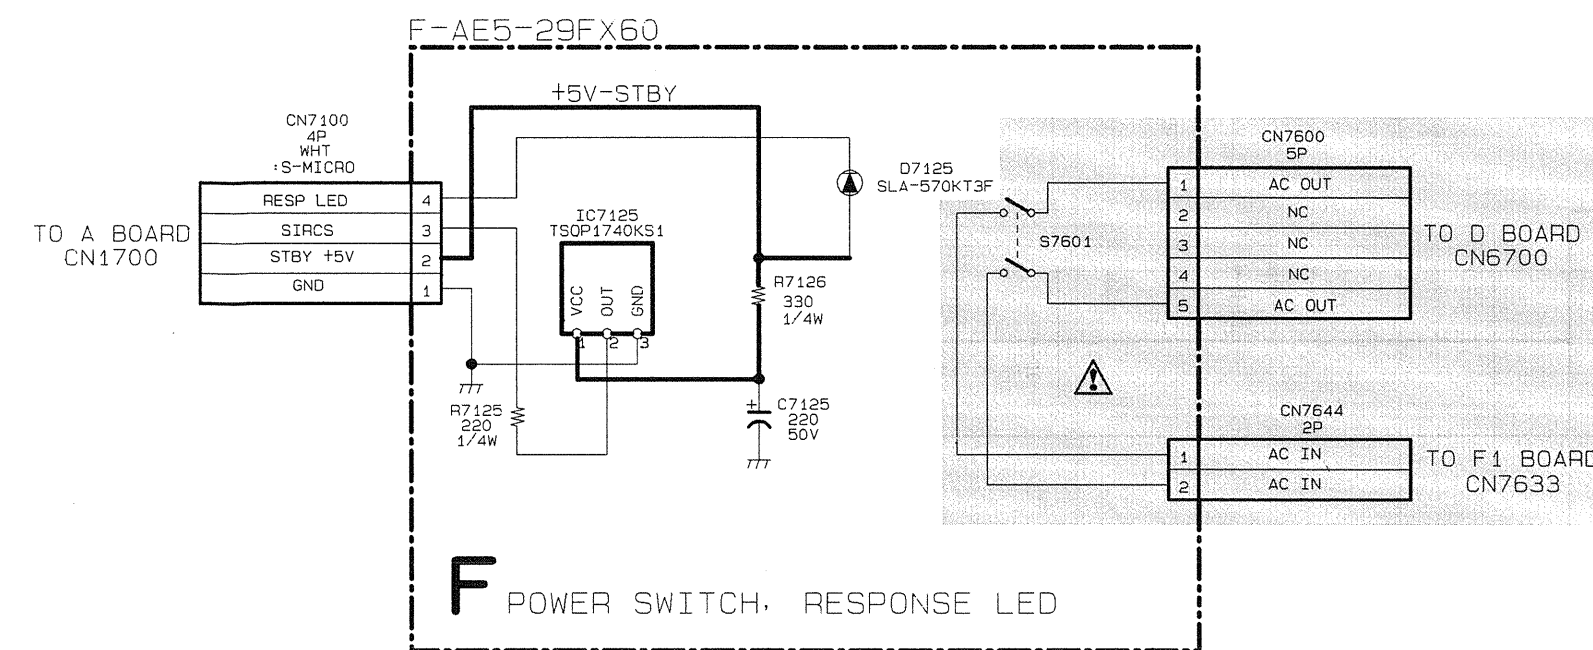 F-AE5-29FX60
+5V-STBY
CN7100
4P
WHT
:S-MICRO
RESP LED 4
SIRCS 3
STBY +5V 2
GND 1
TO A BOARD
CN1700
IC7125
TSOP1740KS1
VCC OUT GND
1 2 3
R7125
220
1/4W
D7125
SLA-570KT3F
R7126
330
1/4W
+
C7125
220
50V
S7601
CN7600
5P
1 AC OUT
2 NC
3 NC
4 NC
5 AC OUT
TO D BOARD
CN6700
!
CN7644
2P
1 AC IN
2 AC IN
TO F1 BOARD
CN7633
F POWER SWITCH, RESPONSE LED